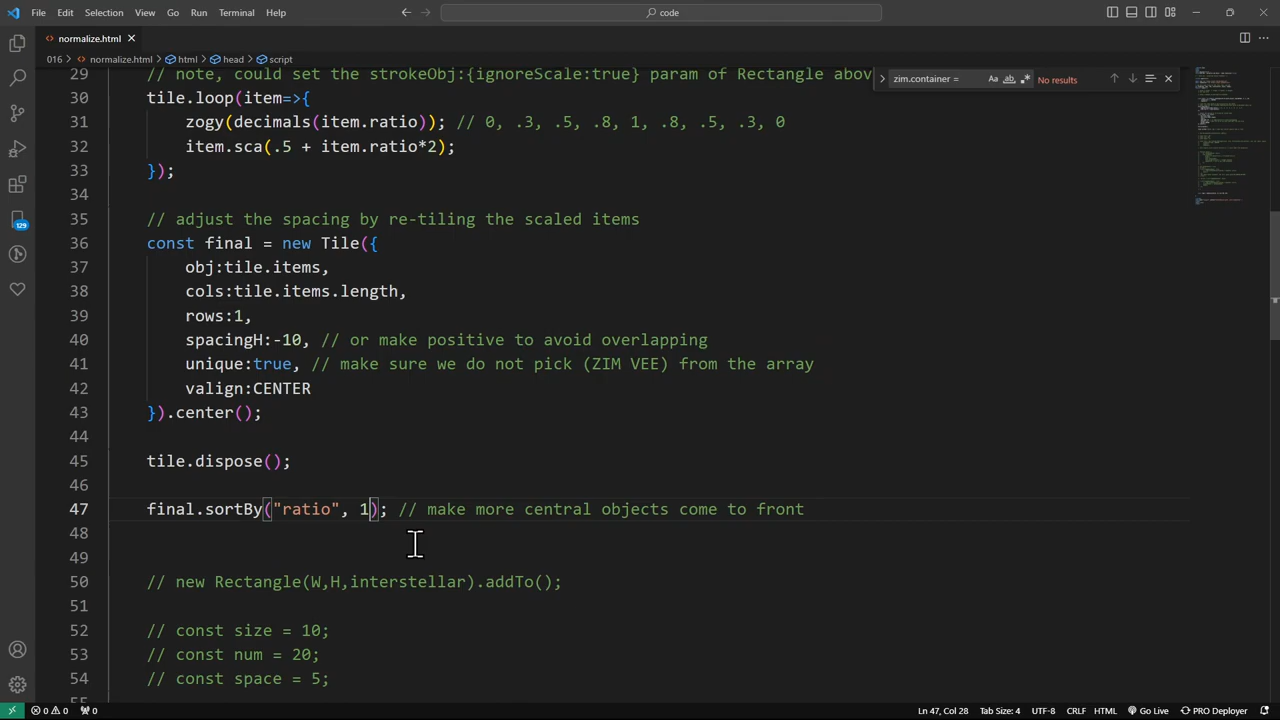 File Edit Selection View Go Run Terminal Help
code
normalize.html
016 > normalize.html > html > head > script
zim.container =
Aa ab .*
No results
29 // note, could set the strokeObj:{ignoreScale:true} param of Rectangle abov
30 tile.loop(item=>{
31 zogy(decimals(item.ratio)); // 0, .3, .5, .8, 1, .8, .5, .3, 0
32 item.sca(.5 + item.ratio*2);
33 });
34
35 // adjust the spacing by re-tiling the scaled items
36 const final = new Tile({
37 obj:tile.items,
38 cols:tile.items.length,
39 rows:1,
40 spacingH:-10, // or make positive to avoid overlapping
41 unique:true, // make sure we do not pick (ZIM VEE) from the array
42 valign:CENTER
43 }).center();
44
45 tile.dispose();
46
47 final.sortBy("ratio", 1); // make more central objects come to front
48
49
50 // new Rectangle(W,H,interstellar).addTo();
51
52 // const size = 10;
53 // const num = 20;
54 // const space = 5;
129
0 0 0 Ln 47, Col 28 Tab Size: 4 UTF-8 CRLF HTML Go Live PRO Deployer